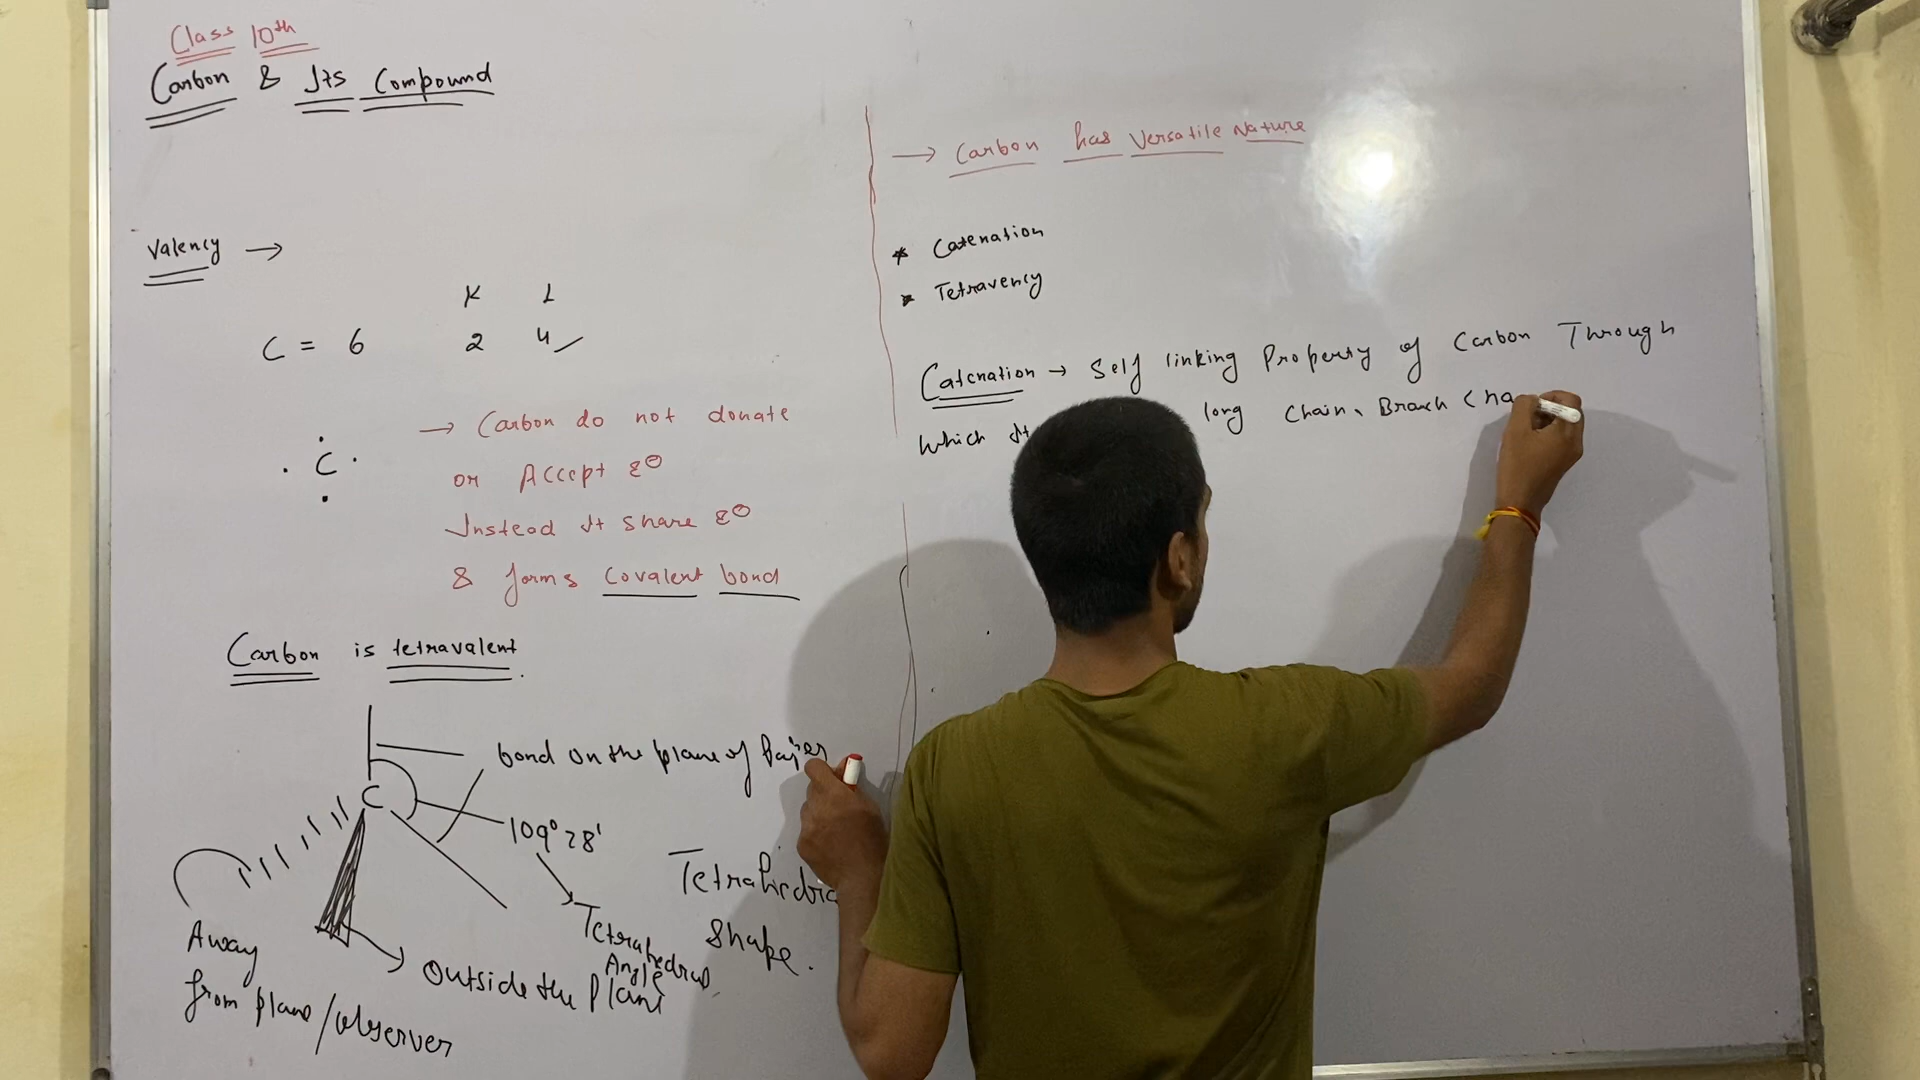 Class 10th
Carbon & Its Compound
Valency →
K L
C = 6 2 4
C
→ Carbon do not donate
or Accept e⊖
Instead It share e⊖
& forms covalent bond
Carbon is tetravalent.
bond on the plane of
C
109°28'
Tetrahedral
Angle
Tetrahedra
Shape.
Away
from plane/observer
Outside the Plane
→ Carbon has versatile Nature
* Catenation
* Tetravency
Catenation → Self linking Property of Carbon Through
which It long Chain, Branch Cha